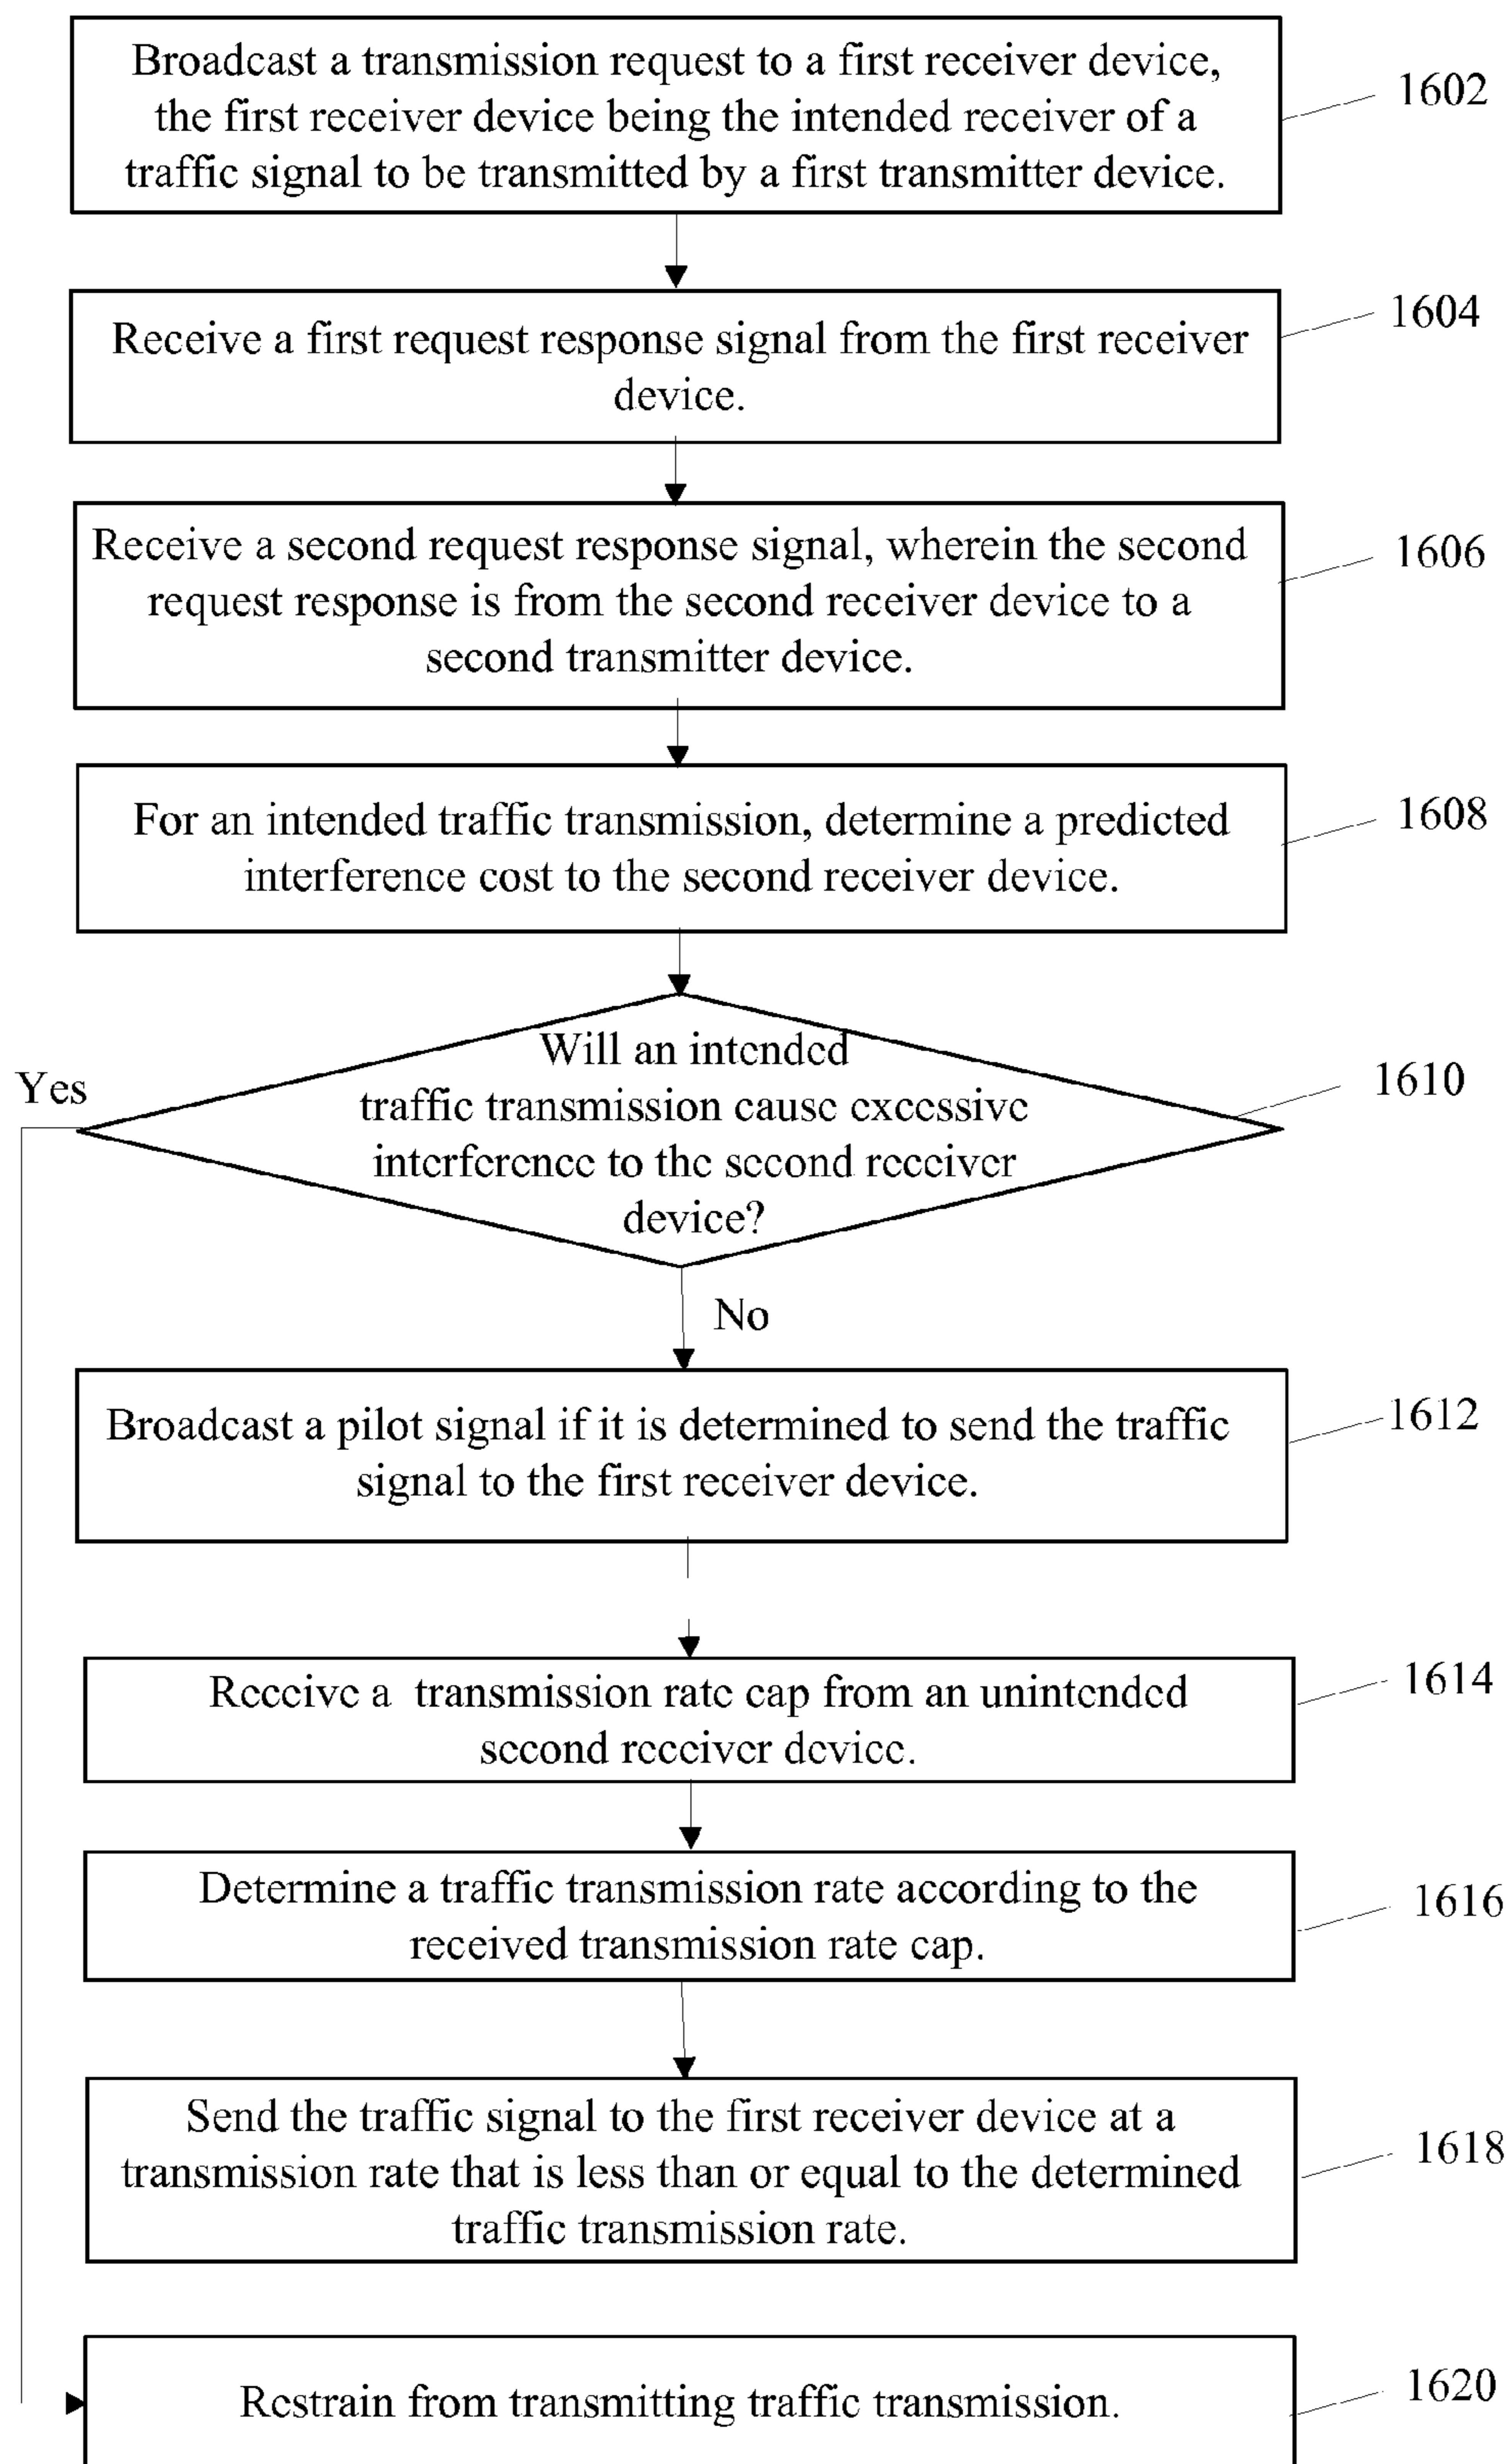 Broadcast a transmission request to a first receiver device,
the first receiver device being the intended receiver of a
traffic signal to be transmitted by a first transmitter device.
1602
Receive a first request response signal from the first receiver
device.
1604
Receive a second request response signal, wherein the second
request response is from the second receiver device to a
second transmitter device.
1606
For an intended traffic transmission, determine a predicted
interference cost to the second receiver device.
1608
Will an intended
traffic transmission cause excessive
interference to the second receiver
device?
1610
Yes
No
Broadcast a pilot signal if it is determined to send the traffic
signal to the first receiver device.
1612
Receive a transmission rate cap from an unintended
second receiver device.
1614
Determine a traffic transmission rate according to the
received transmission rate cap.
1616
Send the traffic signal to the first receiver device at a
transmission rate that is less than or equal to the determined
traffic transmission rate.
1618
Restrain from transmitting traffic transmission.
1620